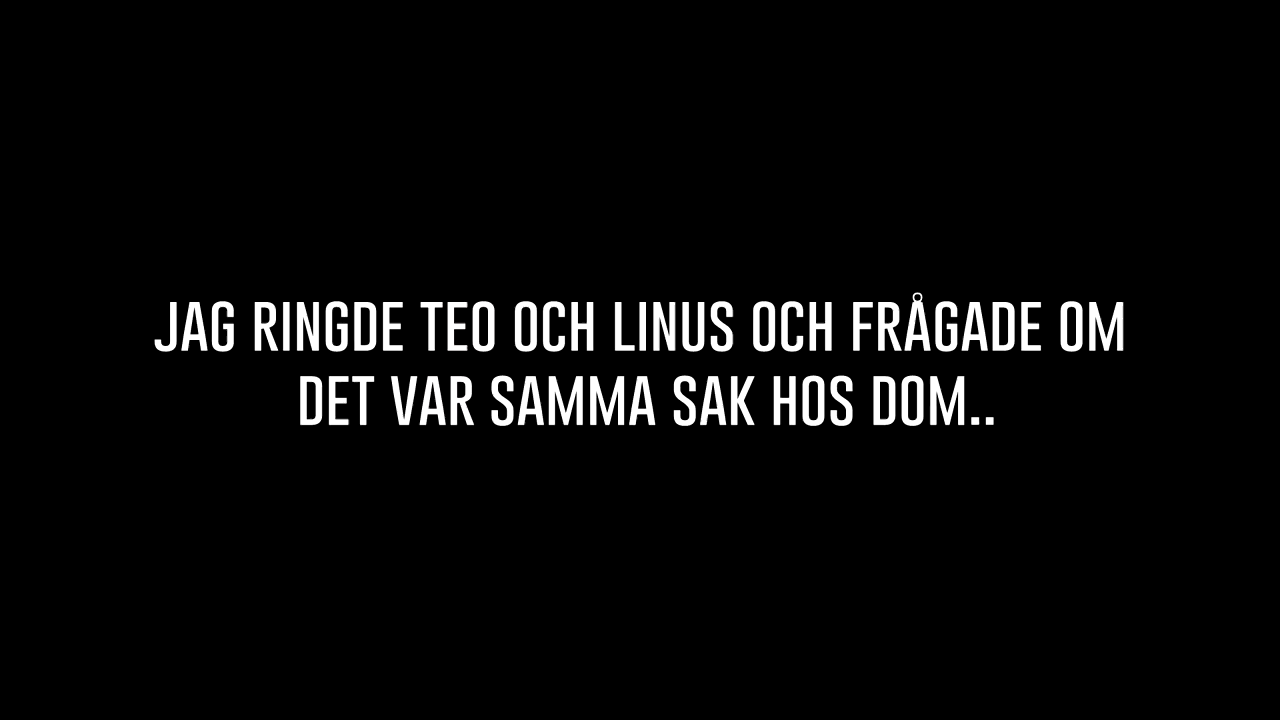 JAG RINGDE TEO OCH LINUS OCH FRÅGADE OM
DET VAR SAMMA SAK HOS DOM..